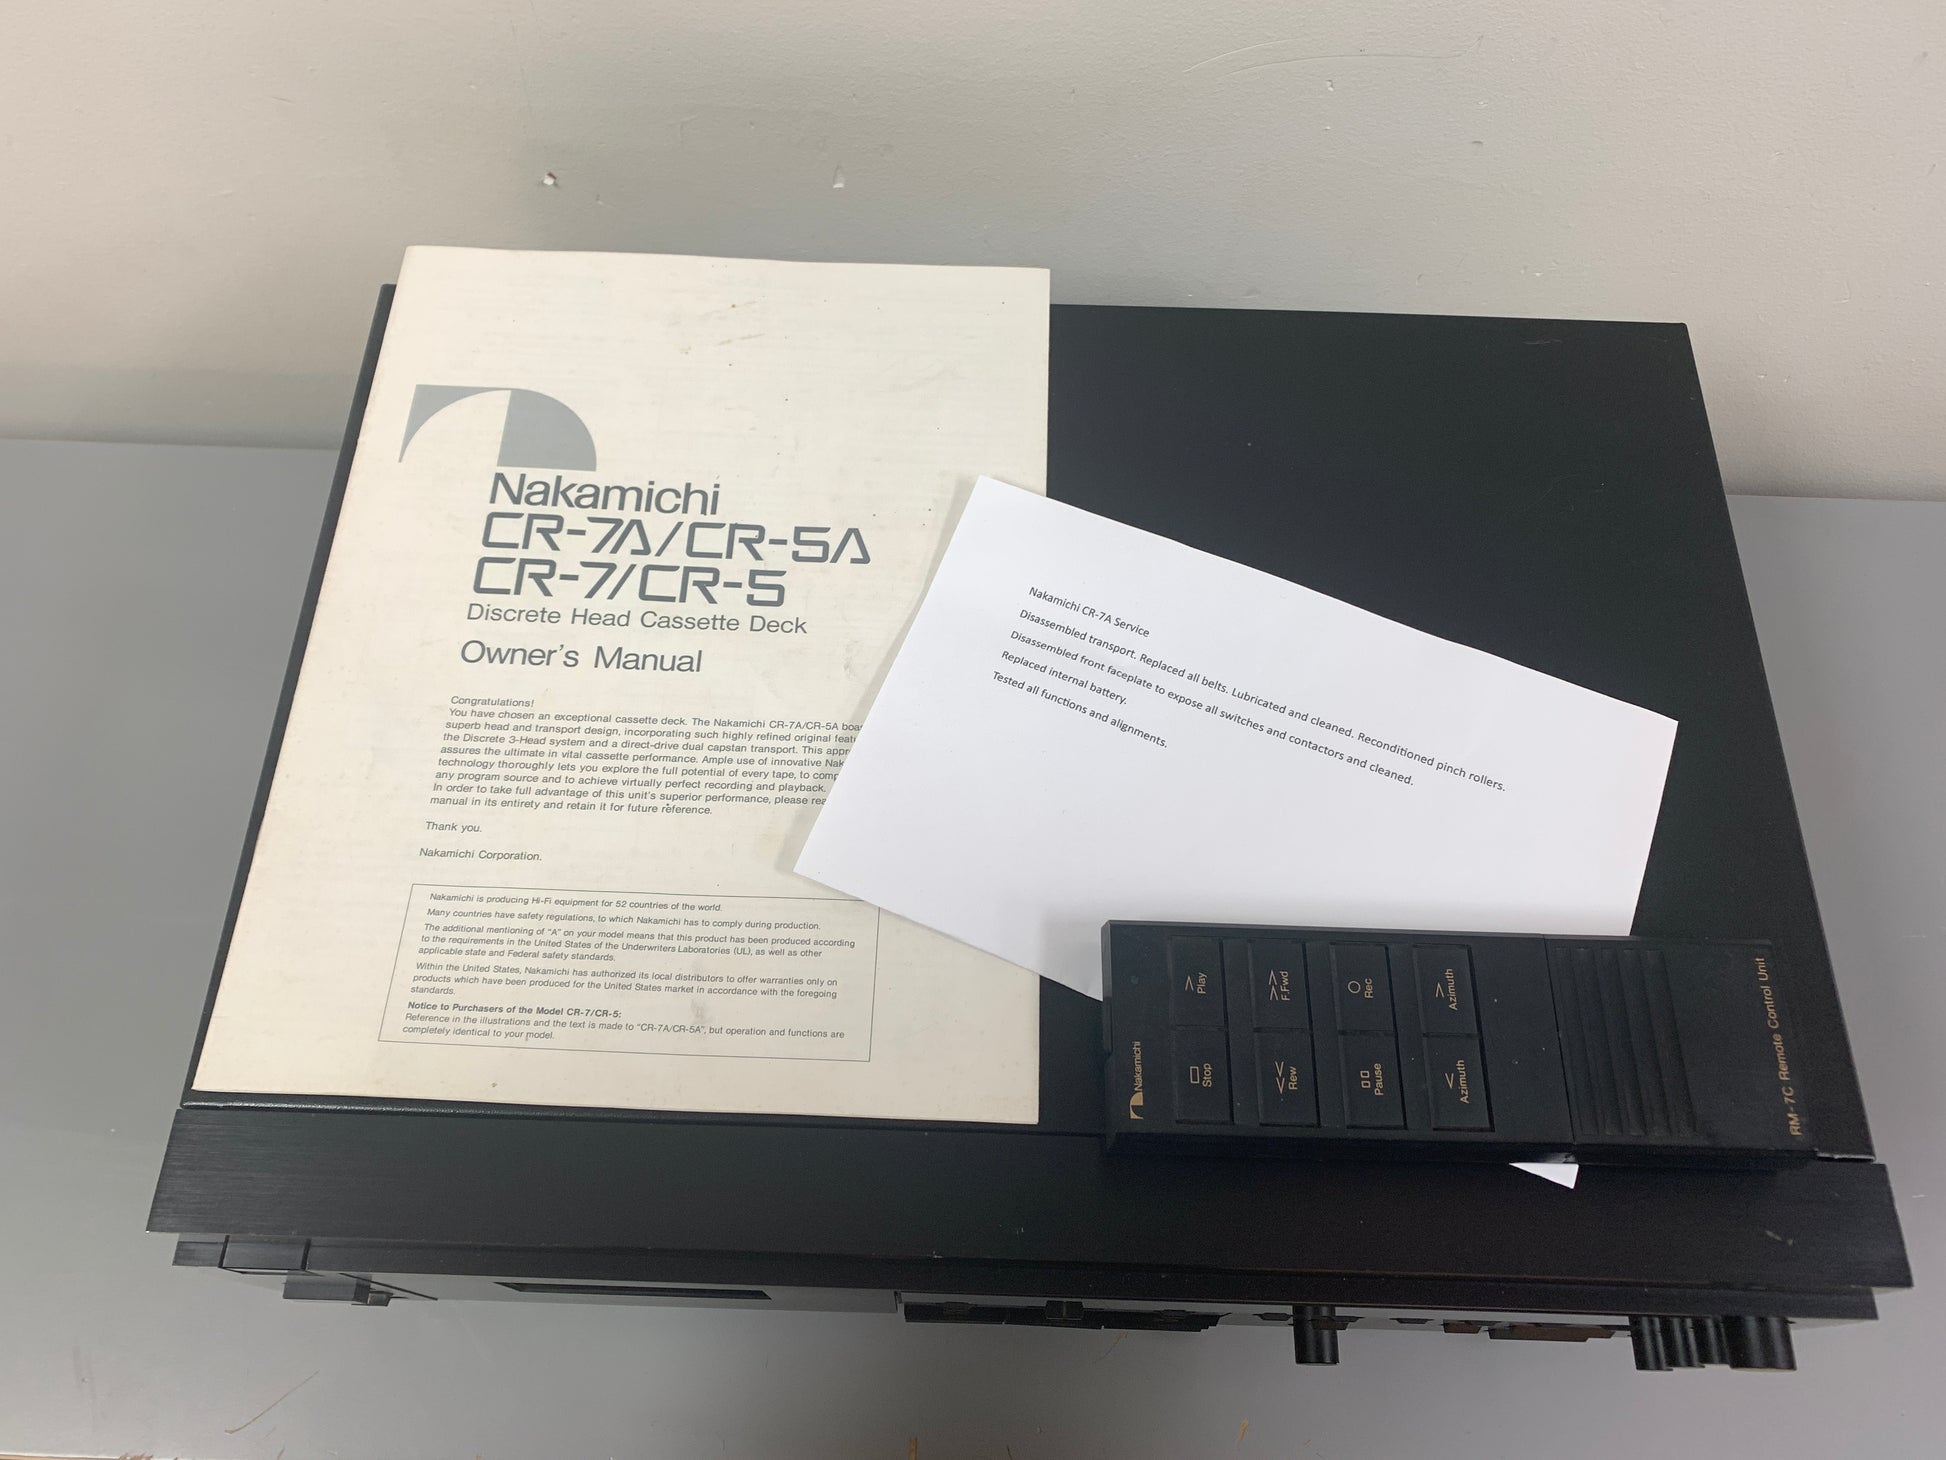 Nakamichi
CR-7A/CR-5A
CR-7/CR-5
Discrete Head Cassette Deck
Owner's Manual
Congratulations!
You have chosen an exceptional cassette deck. The Nakamichi CR-7A/CR-5A
superb head and transport design, incorporating such highly refined original
the Discrete 3-Head system and a direct-drive dual capstan transport. This
assures the ultimate in vital cassette performance. Ample use of innovative
technology thoroughly lets you explore the full potential of every tape, to
any program source and to achieve virtually perfect recording and playback.
In order to take full advantage of this unit's superior performance, please
manual in its entirety and retain it for future reference.
Thank you.
Nakamichi Corporation.
Nakamichi is producing Hi-Fi equipment for 52 countries of the world.
Many countries have safety regulations, to which Nakamichi has to comply during production.
The additional mentioning of "A" on your model means that this product has been produced according
to the requirements in the United States of the Underwriters Laboratories (UL), as well as other
applicable state and Federal safety standards.
Within the United States, Nakamichi has authorized its local distributors to offer warranties only on
products which have been produced for the United States market in accordance with the foregoing
standards.
Notice to Purchasers of the Model CR-7/CR-5:
Reference in the illustrations and the text is made to "CR-7A/CR-5A", but operation and functions are
completely identical to your model.
Nakamichi CR-7A Service
Disassembled transport. Replaced all belts. Lubricated and cleaned. Reconditioned pinch rollers.
Disassembled front faceplate to expose all switches and contactors and cleaned.
Replaced internal battery.
Tested all functions and alignments.
Nakamichi
Play
Stop
F.Fwd
Rew
Rec
Pause
Azimuth
Azimuth
RM-7C Remote Control Unit